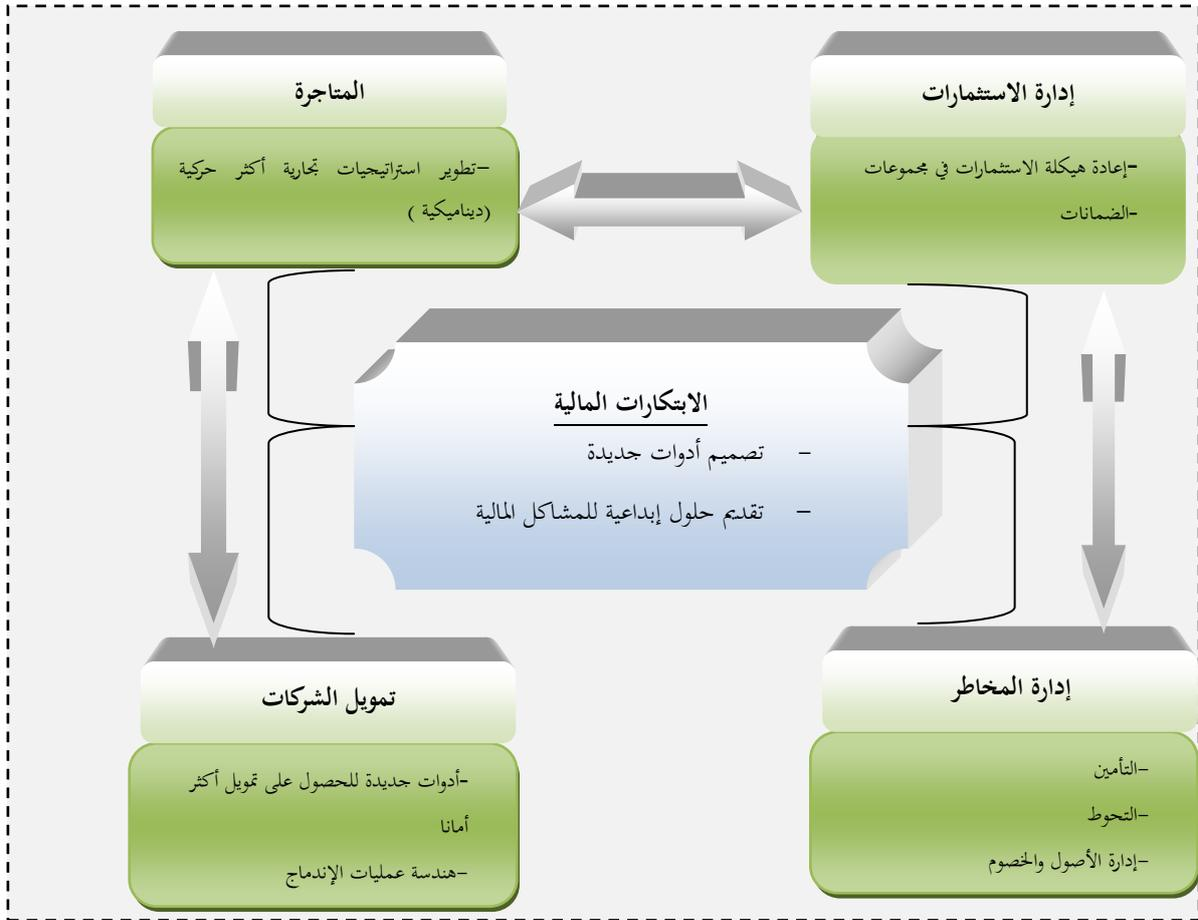 إدارة الاستثمارات
-إعادة هيكلة الاستثمارات في مجموعات
-الضمانات
المتاجرة
-تطوير استراتيجيات تجارية أكثر حركية
(ديناميكية )
الابتكارات المالية
- تصميم أدوات جديدة
- تقديم حلول إبداعية للمشاكل المالية
إدارة المخاطر
-التأمين
-التحوط
-إدارة الأصول والخصوم
تمويل الشركات
-أدوات جديدة للحصول على تمويل أكثر
أمانا
-هندسة عمليات الإندماج